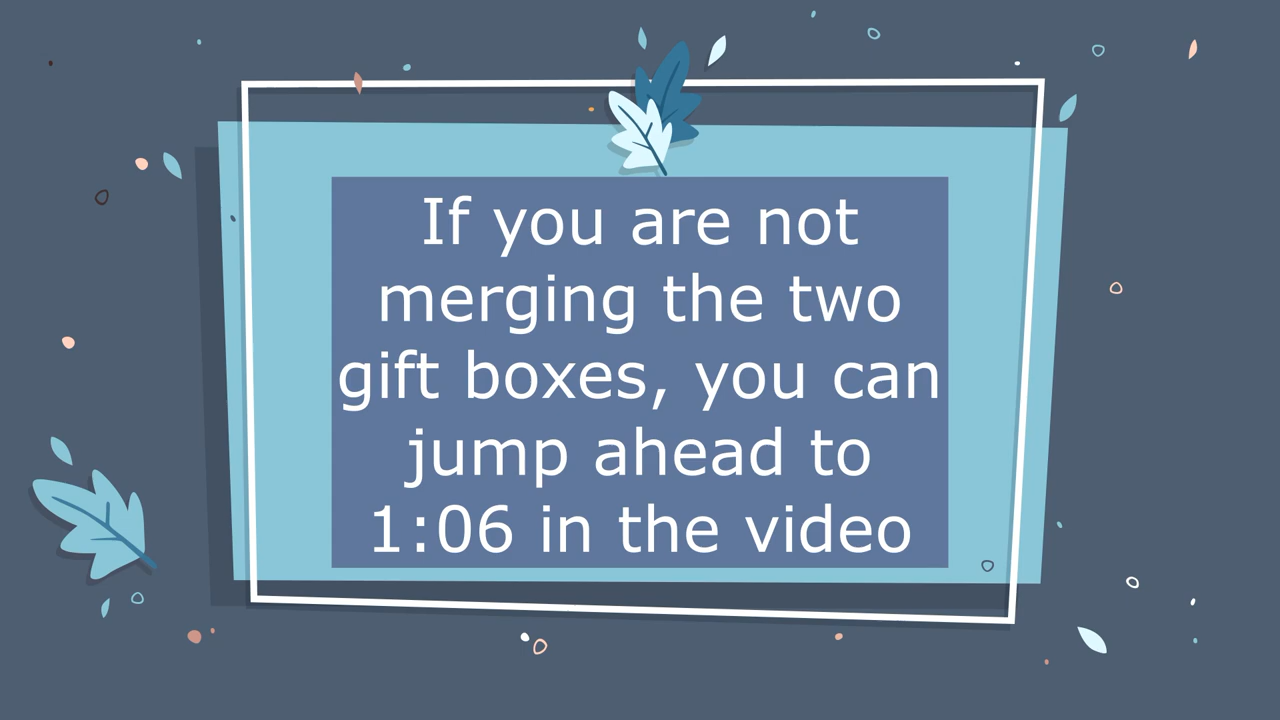 If you are not
merging the two
gift boxes, you can
jump ahead to
1:06 in the video